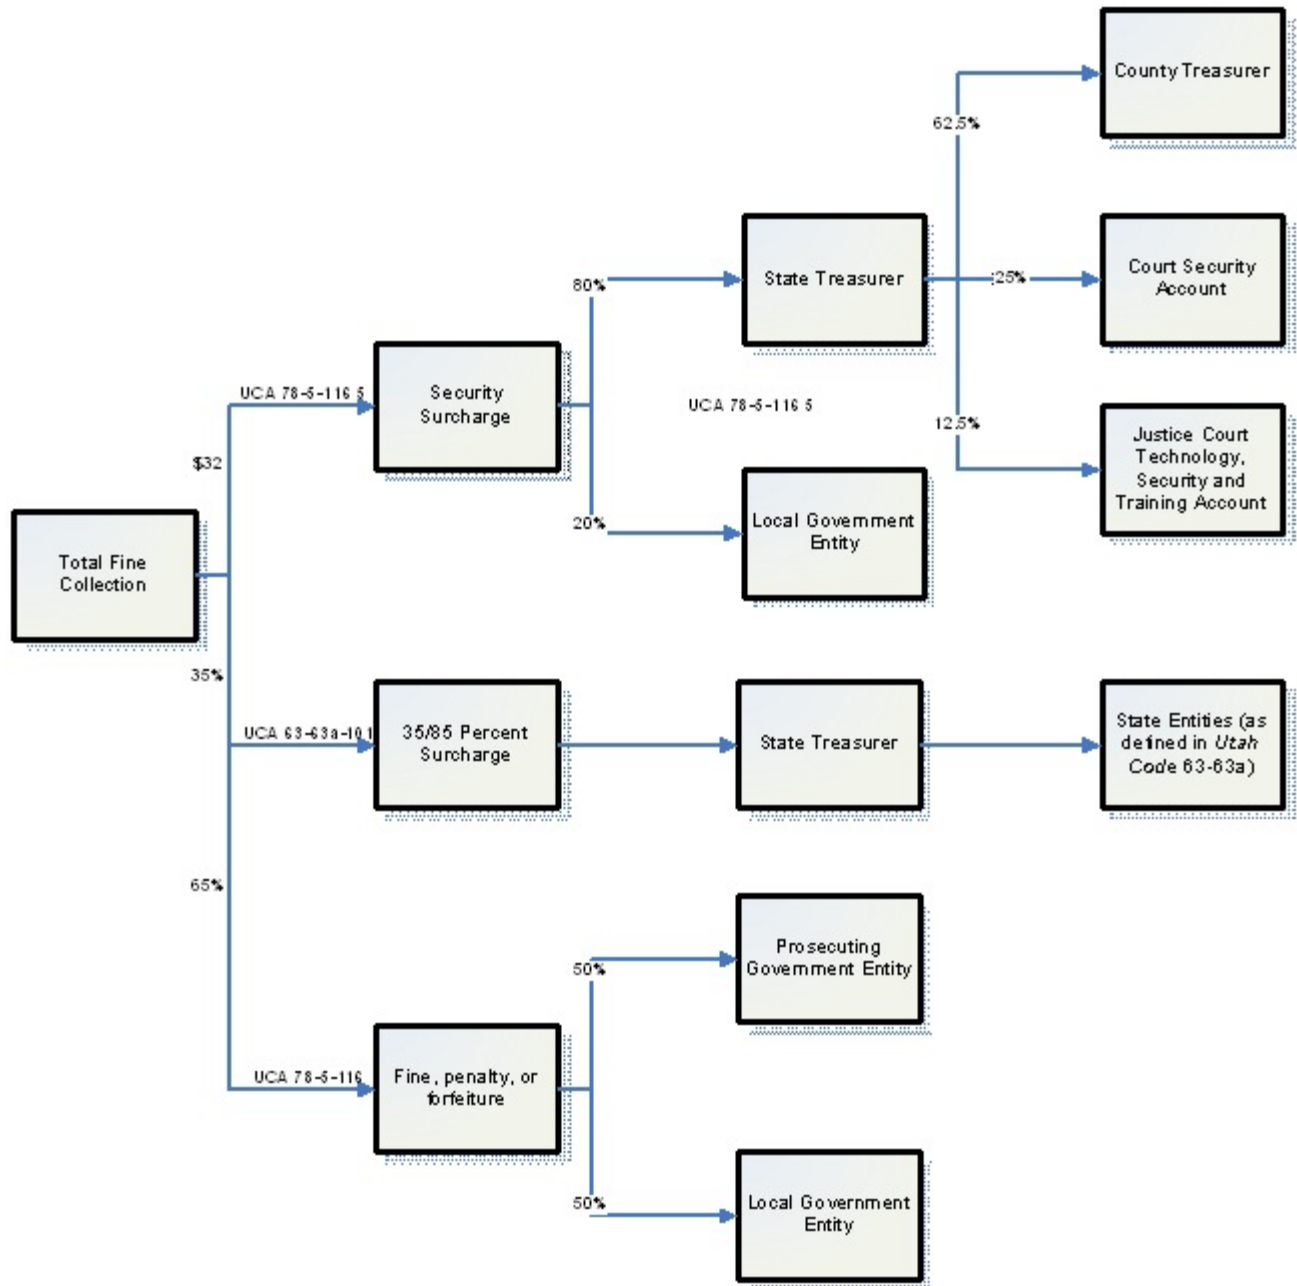 County Treasurer
62.5%
State Treasurer
80%
25%
Court Security
Account
UCA 78-5-116.5
Security
Surcharge
UCA 78-5-116.5
12.5%
Justice Court
Technology,
Security and
Training Account
$32
20%
Local Government
Entity
Total Fine
Collection
35%
UCA 63-63a-101
35/85 Percent
Surcharge
State Treasurer
State Entities (as
defined in Utah
Code 63-63a)
65%
Prosecuting
Government Entity
50%
UCA 78-5-116
Fine, penalty, or
forfeiture
50%
Local Government
Entity